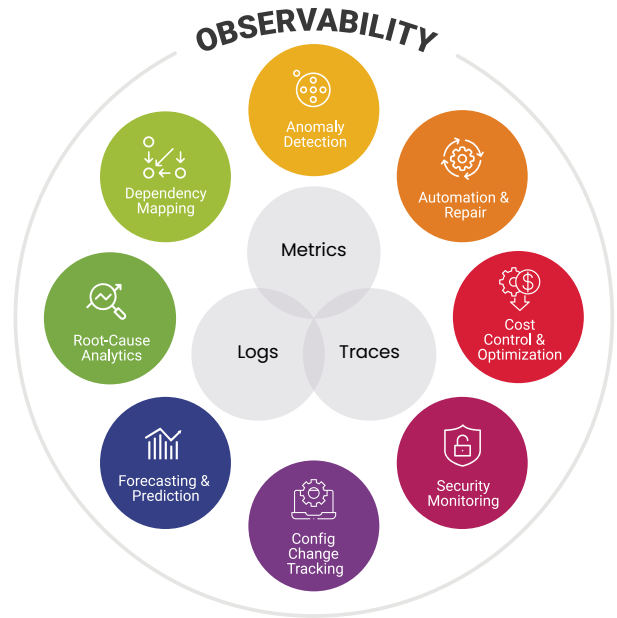 OBSERVABILITY
Anomaly
Detection
Dependency
Mapping
Automation &
Repair
Metrics
Root-Cause
Analytics
Logs
Traces
Cost
Control &
Optimization
Forecasting &
Prediction
Security
Monitoring
Config
Change
Tracking